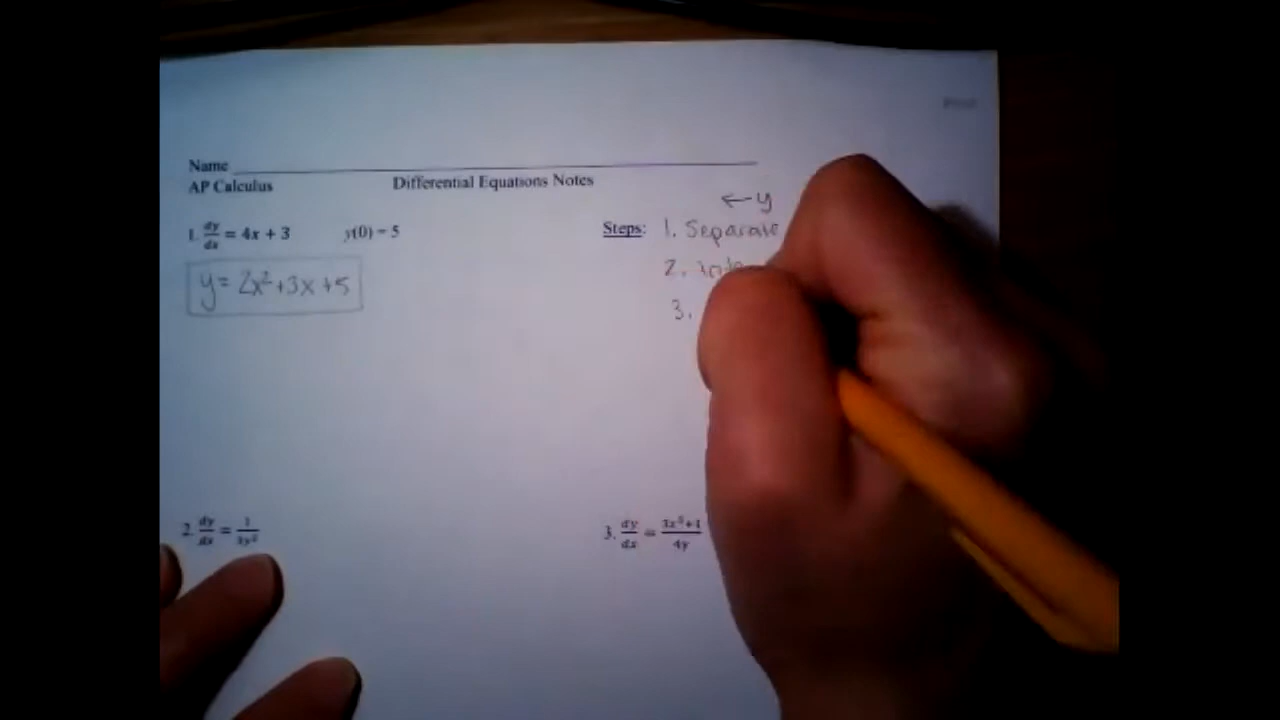 Name
AP Calculus
Differential Equations Notes
1. dy/dx = 4x + 3 y(0) = 5
y = 2x²+3x+5
← y
Steps: 1. Separate
2.
3.
2. dy/dx =
3. dy/dx =